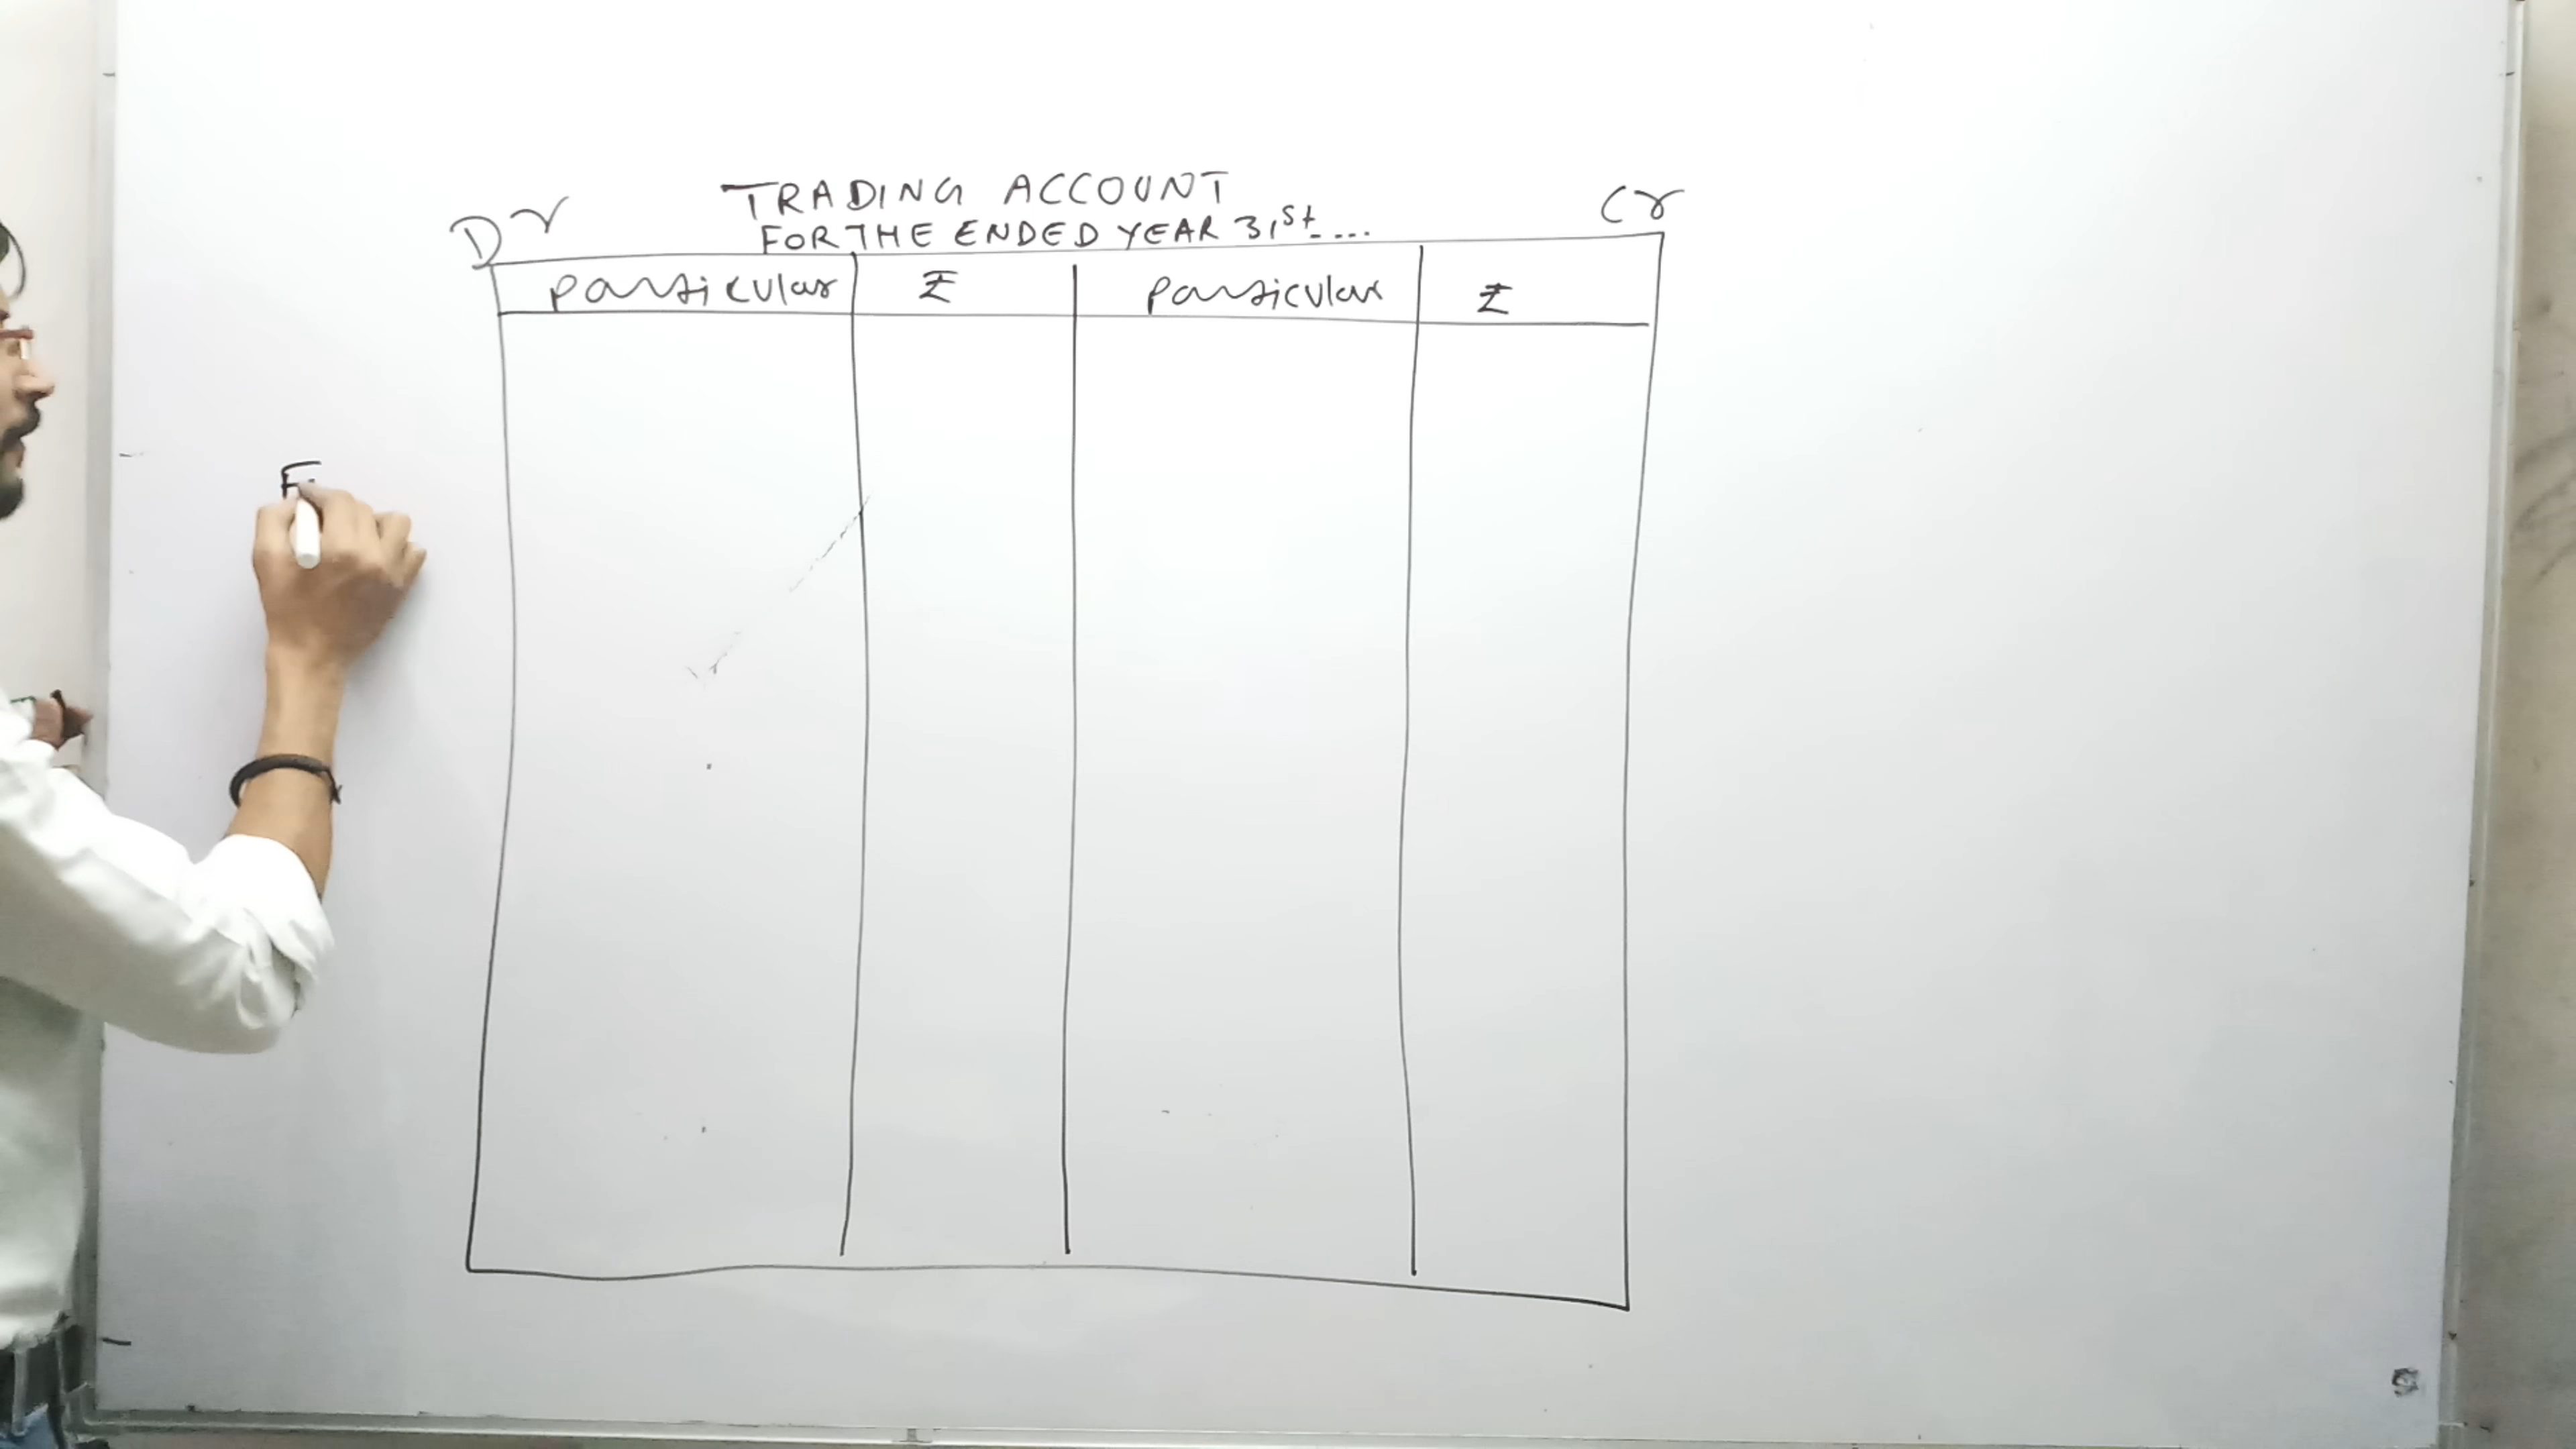 TRADING ACCOUNT
FOR THE ENDED YEAR 31st....
Dr Cr
particular ₹ particular ₹
F